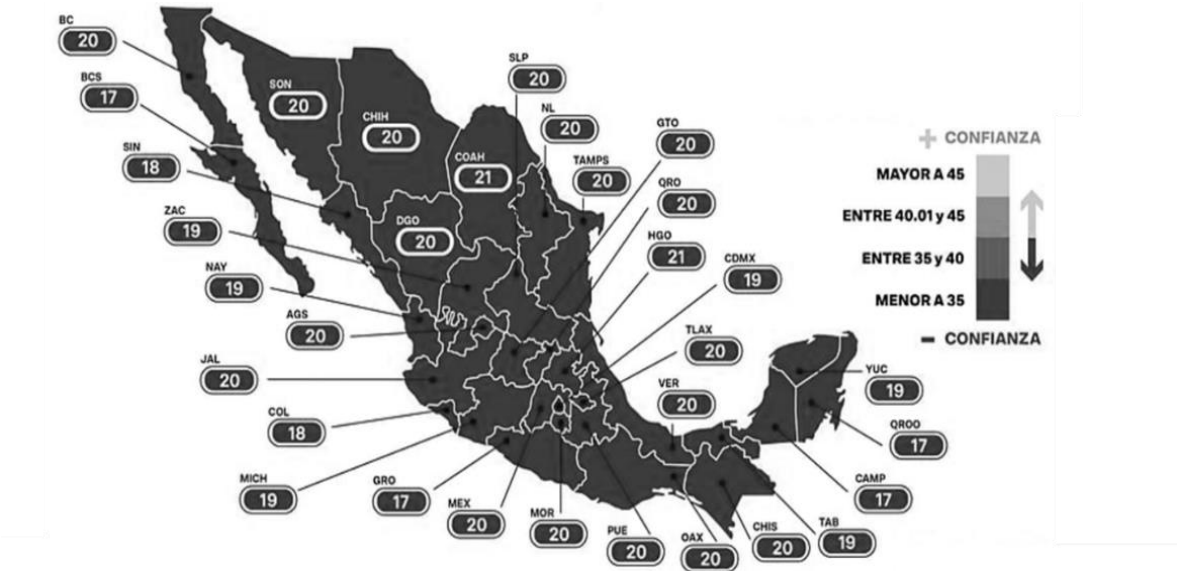 BC
20
BCS
17
SON
20
SLP
20
CHIH
20
NL
20
GTO
20
SIN
18
COAH
21
TAMPS
20
QRO
20
ZAC
19
DGO
20
HGO
21
NAY
19
CDMX
19
AGS
20
TLAX
20
JAL
20
VER
20
YUC
19
COL
18
QROO
17
MICH
19
GRO
17
MEX
20
MOR
20
PUE
20
OAX
20
CHIS
20
TAB
19
CAMP
17
+ CONFIANZA
MAYOR A 45
ENTRE 40.01 y 45
ENTRE 35 y 40
MENOR A 35
- CONFIANZA